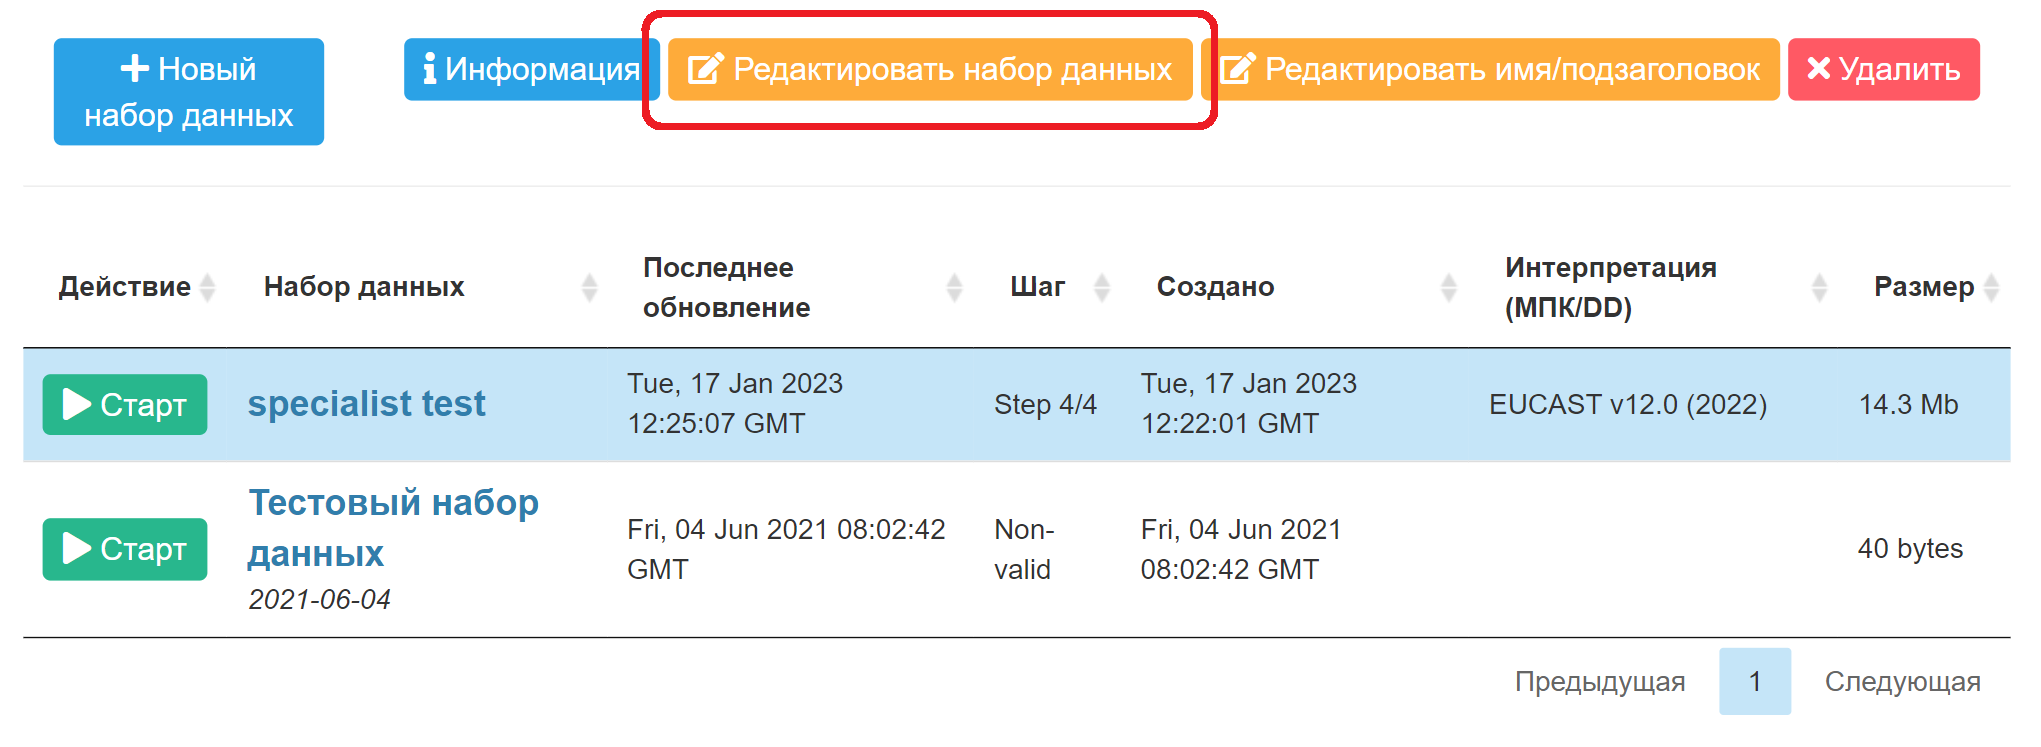 Новый
набор данных
Информация
Редактировать набор данных
Редактировать имя/подзаголовок
Удалить
Действие
Набор данных
Последнее
обновление
Шаг
Создано
Интерпретация
(МПК/DD)
Размер
Старт
specialist test
Tue, 17 Jan 2023
12:25:07 GMT
Step 4/4
Tue, 17 Jan 2023
12:22:01 GMT
EUCAST v12.0 (2022)
14.3 Mb
Старт
Тестовый набор
данных
2021-06-04
Fri, 04 Jun 2021 08:02:42
GMT
Non-
valid
Fri, 04 Jun 2021
08:02:42 GMT
40 bytes
Предыдущая
1
Следующая